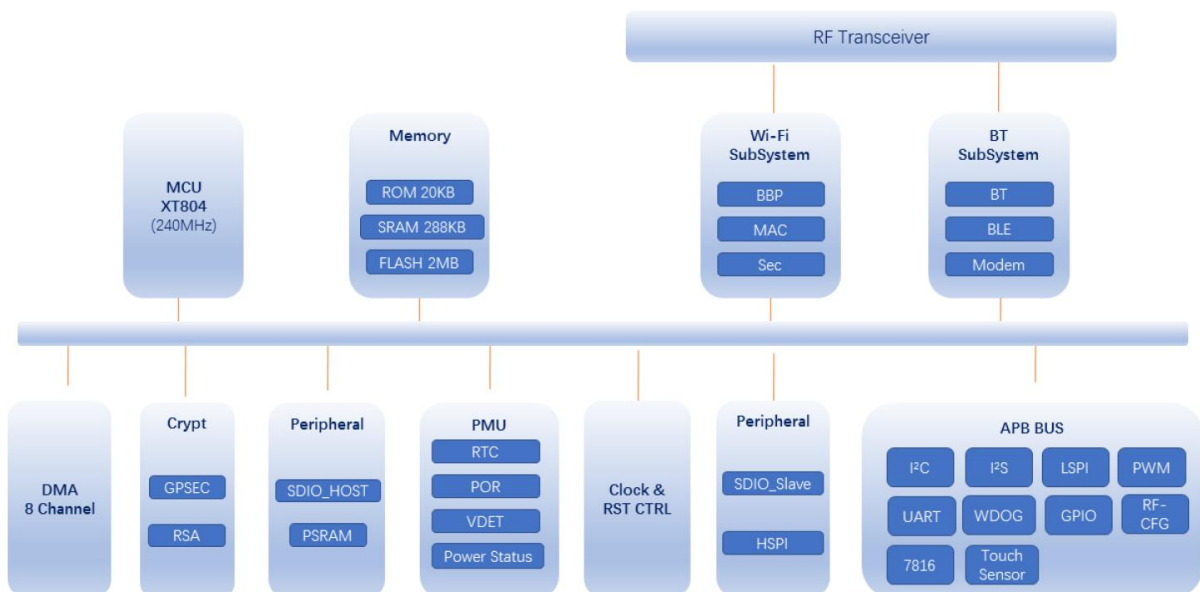 RF Transceiver
MCU
XT804
(240MHz)
Memory
ROM 20KB
SRAM 288KB
FLASH 2MB
Wi-Fi
SubSystem
BBP
MAC
Sec
BT
SubSystem
BT
BLE
Modem
DMA
8 Channel
Crypt
GPSEC
RSA
Peripheral
SDIO_HOST
PSRAM
PMU
RTC
POR
VDET
Power Status
Clock &
RST CTRL
Peripheral
SDIO_Slave
HSPI
APB BUS
I²C
I²S
LSPI
PWM
UART
WDOG
GPIO
RF-
CFG
7816
Touch
Sensor